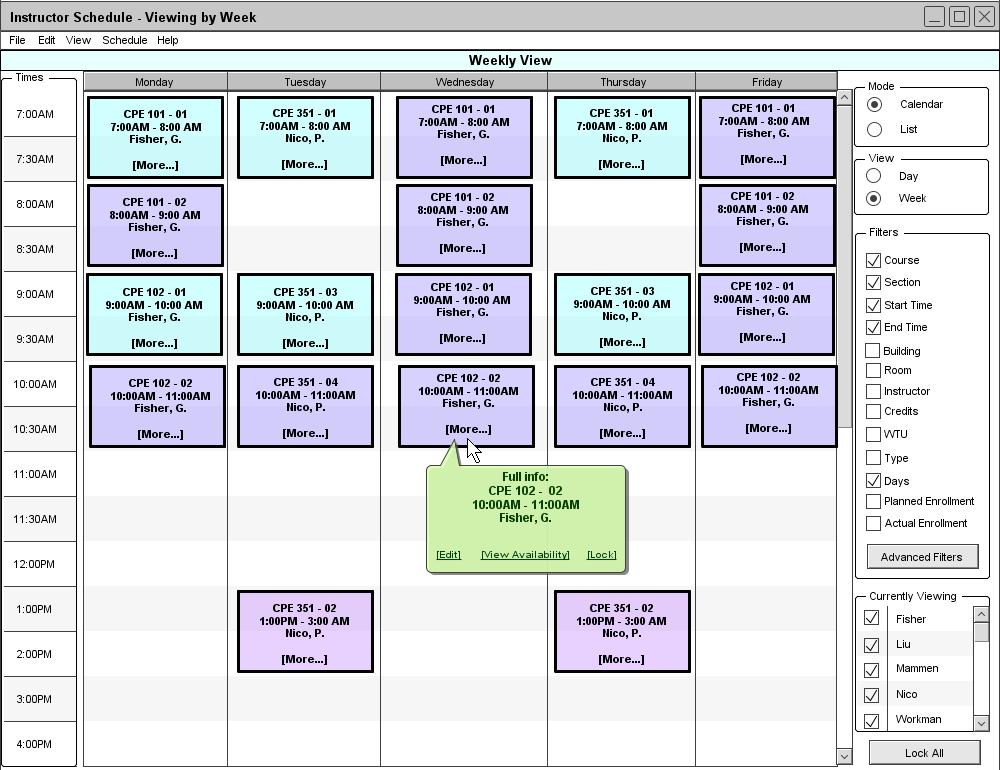 Instructor Schedule - Viewing by Week
File Edit View Schedule Help
Weekly View
Times
7:00AM
7:30AM
8:00AM
8:30AM
9:00AM
9:30AM
10:00AM
10:30AM
11:00AM
11:30AM
12:00PM
1:00PM
2:00PM
3:00PM
4:00PM
Monday
CPE 101 - 01
7:00AM - 8:00 AM
Fisher, G.
[More...]
CPE 101 - 02
8:00AM - 9:00 AM
Fisher, G.
[More...]
CPE 102 - 01
9:00AM - 10:00 AM
Fisher, G.
[More...]
CPE 102 - 02
10:00AM - 11:00AM
Fisher, G.
[More...]
Tuesday
CPE 351 - 01
7:00AM - 8:00 AM
Nico, P.
[More...]
CPE 351 - 03
9:00AM - 10:00 AM
Nico, P.
[More...]
CPE 351 - 04
10:00AM - 11:00AM
Nico, P.
[More...]
CPE 351 - 02
1:00PM - 3:00 AM
Nico, P.
[More...]
Wednesday
CPE 101 - 01
7:00AM - 8:00 AM
Fisher, G.
[More...]
CPE 101 - 02
8:00AM - 9:00 AM
Fisher, G.
[More...]
CPE 102 - 01
9:00AM - 10:00 AM
Fisher, G.
[More...]
CPE 102 - 02
10:00AM - 11:00AM
Fisher, G.
[More...]
Full info:
CPE 102 - 02
10:00AM - 11:00AM
Fisher, G.
[Edit] [View Availability] [Lock]
Thursday
CPE 351 - 01
7:00AM - 8:00 AM
Nico, P.
[More...]
CPE 351 - 03
9:00AM - 10:00 AM
Nico, P.
[More...]
CPE 351 - 04
10:00AM - 11:00AM
Nico, P.
[More...]
CPE 351 - 02
1:00PM - 3:00 AM
Nico, P.
[More...]
Friday
CPE 101 - 01
7:00AM - 8:00 AM
Fisher, G.
[More...]
CPE 101 - 02
8:00AM - 9:00 AM
Fisher, G.
[More...]
CPE 102 - 01
9:00AM - 10:00 AM
Fisher, G.
[More...]
CPE 102 - 02
10:00AM - 11:00AM
Fisher, G.
[More...]
Mode
Calendar
List
View
Day
Week
Filters
Course
Section
Start Time
End Time
Building
Room
Instructor
Credits
WTU
Type
Days
Planned Enrollment
Actual Enrollment
Advanced Filters
Currently Viewing
Fisher
Liu
Mammen
Nico
Workman
Lock All